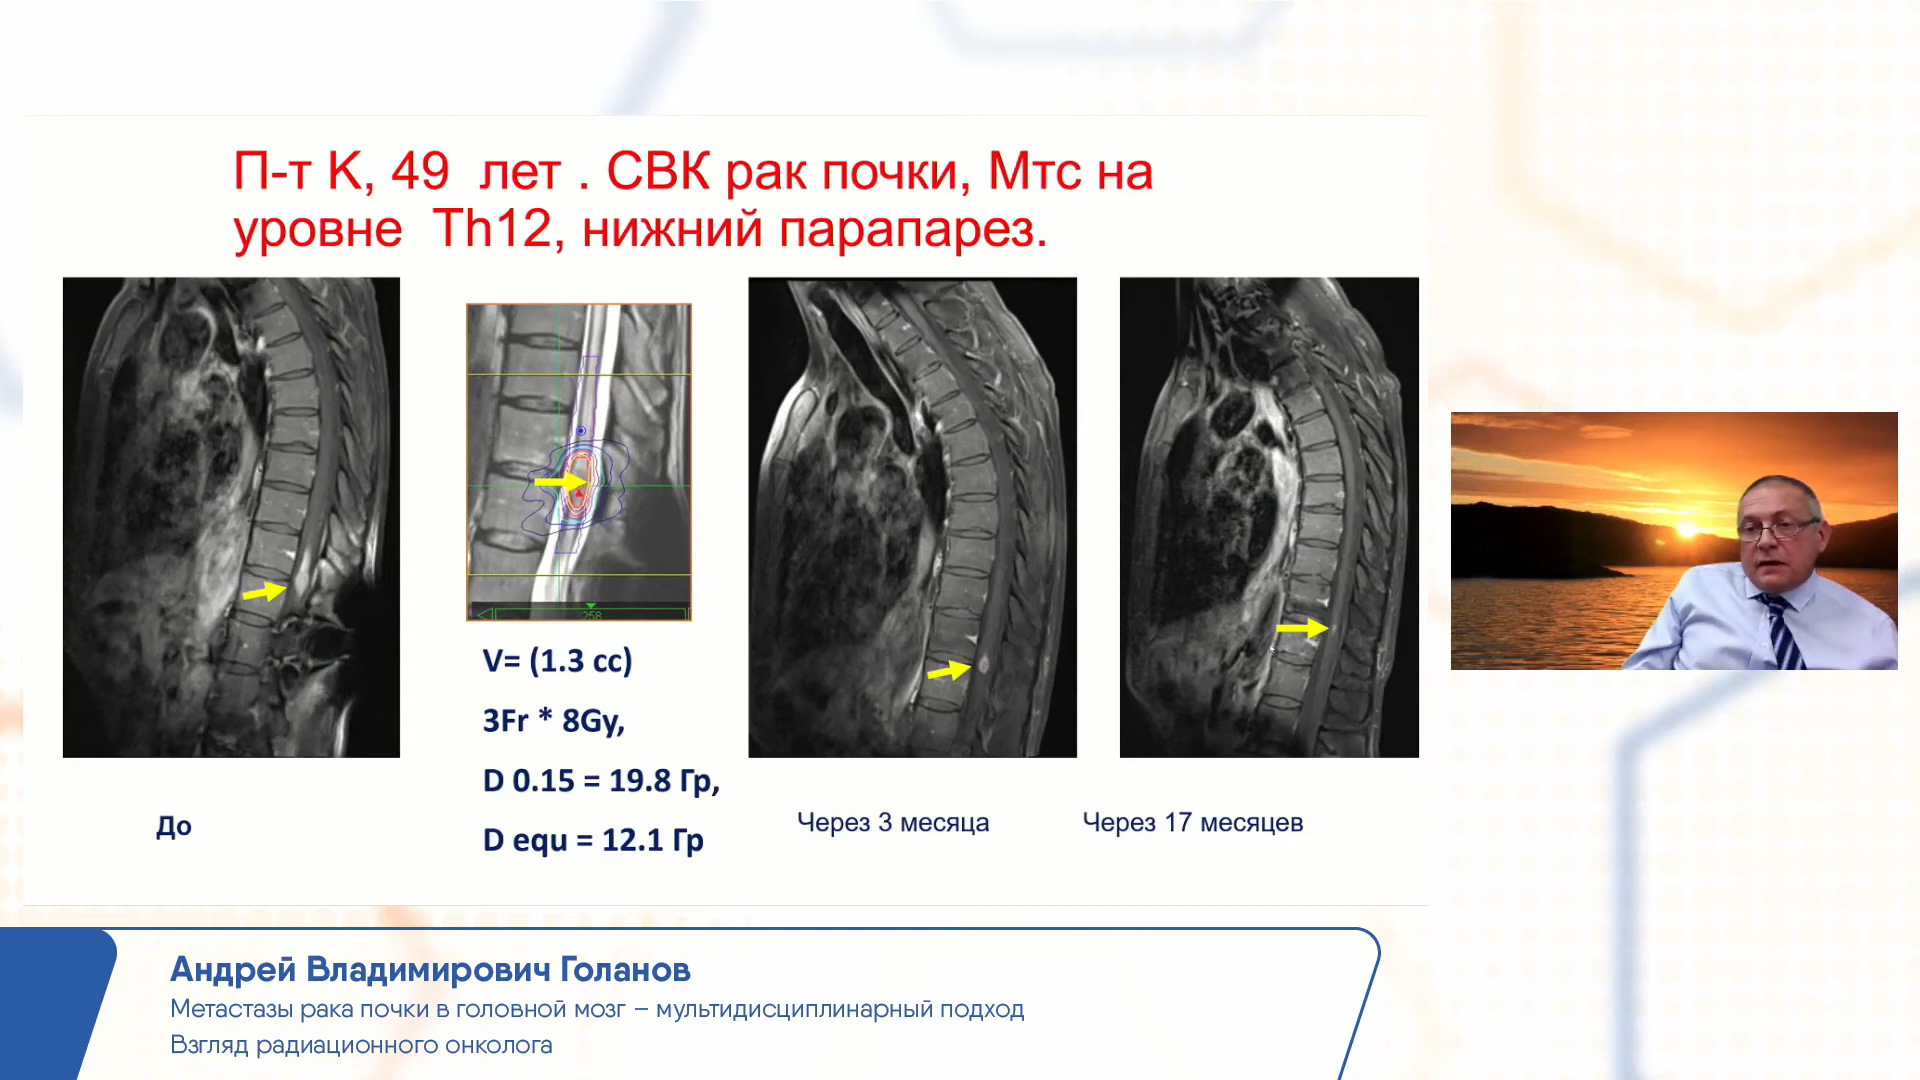 П-т К, 49 лет . СВК рак почки, Мтс на
уровне Th12, нижний парапарез.
258
V= (1.3 cc)
3Fr * 8Gy,
D 0.15 = 19.8 Гр,
D equ = 12.1 Гр
До
Через 3 месяца
Через 17 месяцев
Андрей Владимирович Голанов
Метастазы рака почки в головной мозг – мультидисциплинарный подход
Взгляд радиационного онколога